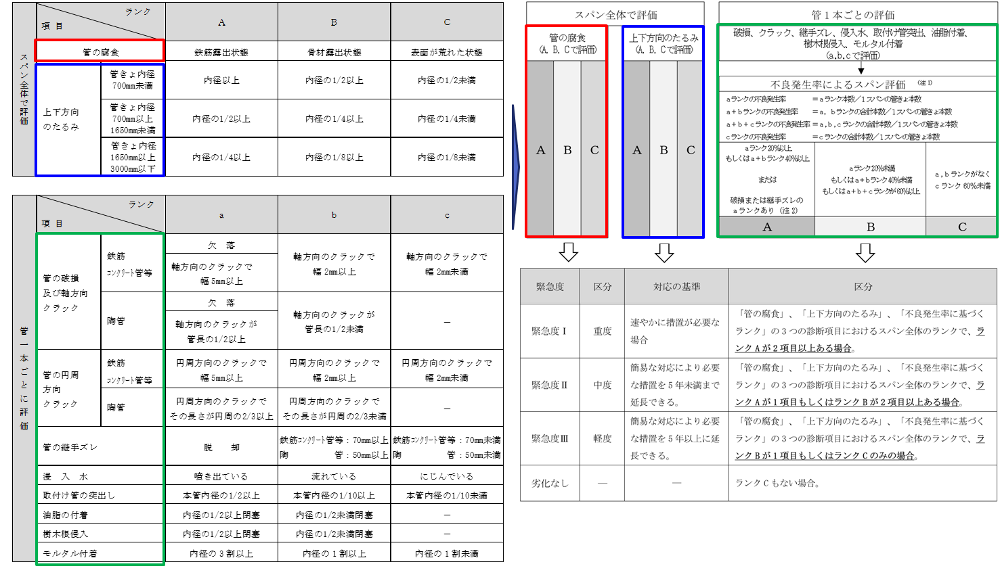 ランク
項 目
A
B
C
スパン全体で評価
管の腐食
鉄筋露出状態
骨材露出状態
表面が荒れた状態
上下方向
のたるみ
管きょ内径
700mm未満
内径以上
内径の1/2以上
内径の1/2未満
管きょ内径
700mm以上
1650mm未満
内径の1/2以上
内径の1/4以上
内径の1/4未満
管きょ内径
1650mm以上
3000mm以下
内径の1/4以上
内径の1/8以上
内径の1/8未満
ランク
項 目
a
b
c
管一本ごとに評価
管の破損
及び軸方向
クラック
鉄筋
ｺﾝｸﾘｰﾄ管等
欠 落
軸方向のクラックで
幅5mm以上
軸方向のクラックで
幅2mm以上
軸方向のクラックで
幅2mm未満
陶管
欠 落
軸方向のクラックが
管長の1/2以上
軸方向のクラックが
管長の1/2未満
－
管の円周
方向
クラック
鉄筋
ｺﾝｸﾘｰﾄ管等
円周方向のクラックで
幅5mm以上
円周方向のクラックで
幅2mm以上
円周方向のクラックで
幅2mm未満
陶管
円周方向のクラックで
その長さが円周の2/3以上
円周方向のクラックで
その長さが円周の2/3未満
－
管の継手ズレ
脱 却
鉄筋ｺﾝｸﾘｰﾄ管等：70mm以上
陶 管：50mm以上
鉄筋ｺﾝｸﾘｰﾄ管等：70mm未満
陶 管：50mm未満
浸 入 水
噴き出ている
流れている
にじんでいる
取付け管の突出し
本管内径の1/2以上
本管内径の1/10以上
本管内径の1/10未満
油脂の付着
内径の1/2以上閉塞
内径の1/2未満閉塞
－
樹木根侵入
内径の1/2以上閉塞
内径の1/2未満閉塞
－
モルタル付着
内径の３割以上
内径の１割以上
内径の１割未満
スパン全体で評価
管の腐食
(A, B, Cで評価)
A
B
C
上下方向のたるみ
(A, B, Cで評価)
A
B
C
管１本ごとの評価
破損、クラック、継手ズレ、侵入水、取付け管突出、油脂付着、
樹木根侵入、モルタル付着
(a,b,cで評価)
不良発生率によるスパン評価 (注1)
aランクの不良発生率 ＝aランク本数／1スパンの管きょ本数
a＋bランクの不良発生率 ＝a, bランクの合計本数／1スパンの管きょ本数
a＋b＋cランクの不良発生率 ＝a,b,cランクの合計本数／1スパンの管きょ本数
cランクの不良発生率 ＝cランクの合計本数／1スパンの管きょ本数
aランク20%以上
もしくはa＋bランク40%以上
または
破損または継手ズレの
aランクあり (注2)
aランク20%未満
もしくはa＋bランク40%未満
もしくはa＋b＋cランクが60%以上
a,bランクがなく
cランク60%未満
A
B
C
緊急度
区分
対応の基準
区分
緊急度Ⅰ
重度
速やかに措置が必要な
場合
「管の腐食」、「上下方向のたるみ」、「不良発生率に基づく
ランク」の３つの診断項目におけるスパン全体のランクで、ラ
ンクＡが２項目以上ある場合。
緊急度Ⅱ
中度
簡易な対応により必要
な措置を５年未満まで
延長できる。
「管の腐食」、「上下方向のたるみ」、「不良発生率に基づく
ランク」の３つの診断項目におけるスパン全体のランクで、ラ
ンクＡが１項目もしくはランクＢが２項目以上ある場合。
緊急度Ⅲ
軽度
簡易な対応により必要
な措置を５年以上に延
長できる。
「管の腐食」、「上下方向のたるみ」、「不良発生率に基づく
ランク」の３つの診断項目におけるスパン全体のランクで、ラ
ンクＢが１項目もしくはランクＣのみの場合。
劣化なし
―
―
ランクＣもない場合。